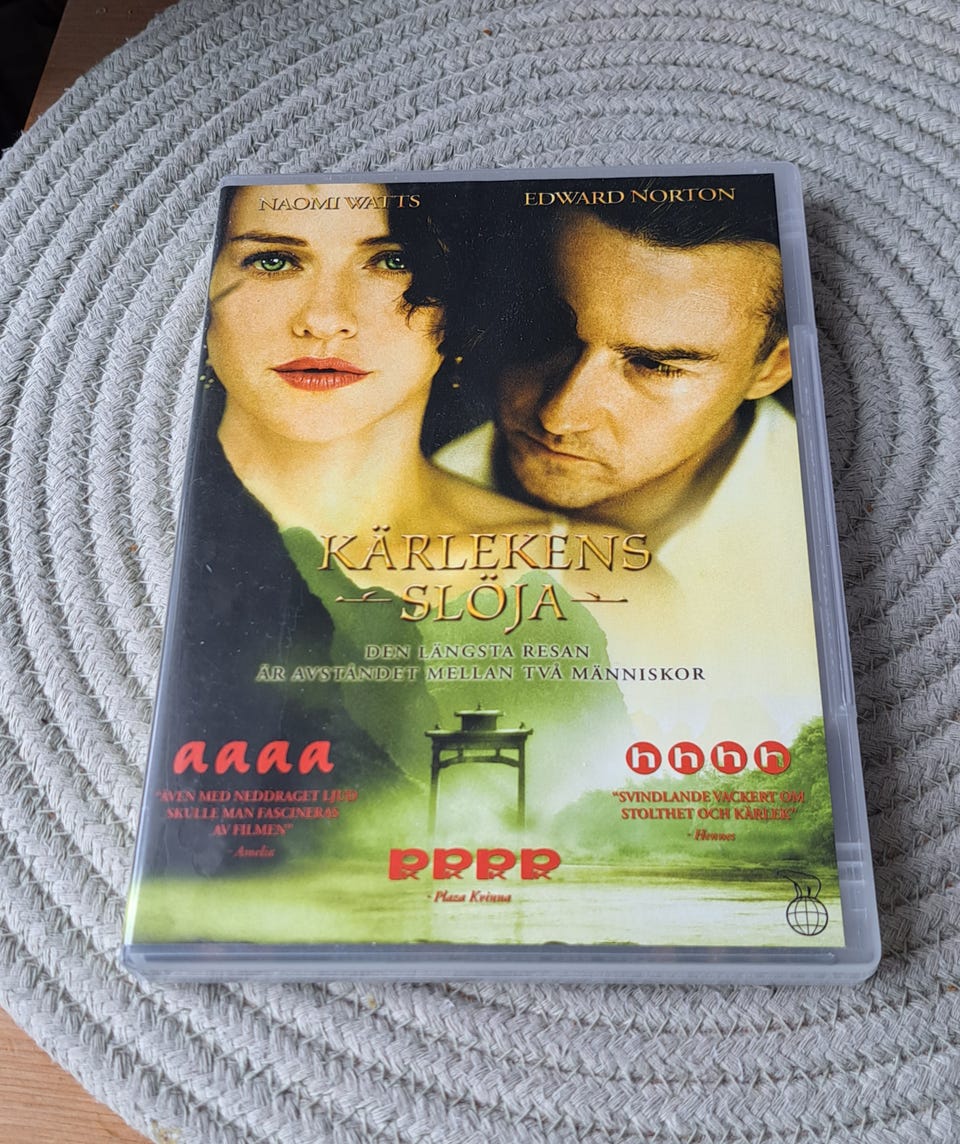 NAOMI WATTS
EDWARD NORTON
KÄRLEKENS
SLÖJA
DEN LÄNGSTA RESAN
ÄR AVSTÅNDET MELLAN TVÅ MÄNNISKOR
aaaa
"ÄVEN MED NEDDRAGET LJUD
SKULLE MAN FASCINERAS
AV FILMEN"
- Amelia
hhhh
"SVINDLANDE VACKERT OM
STOLTHET OCH KÄRLEK"
- Hennes
PPPP
- Plaza Kvinna